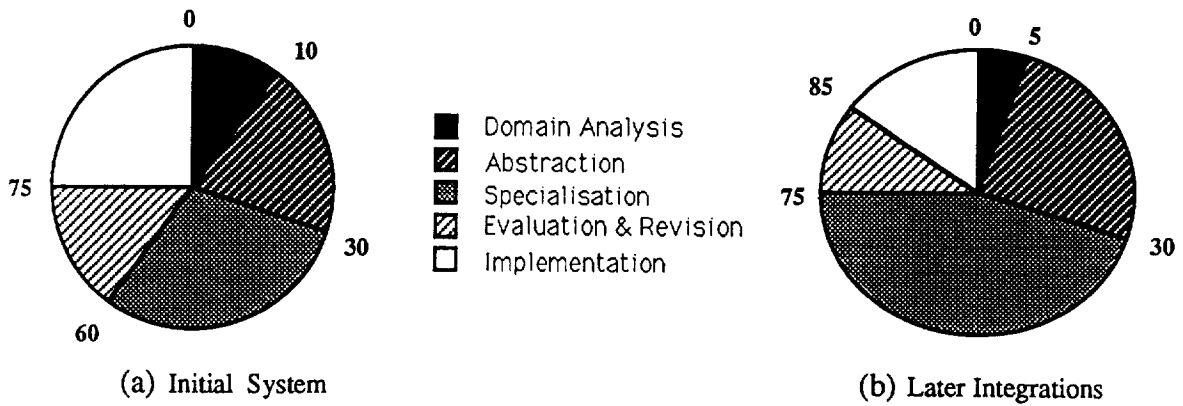 0
10
30
60
75
(a) Initial System
Domain Analysis
Abstraction
Specialisation
Evaluation & Revision
Implementation
0
5
30
75
85
(b) Later Integrations